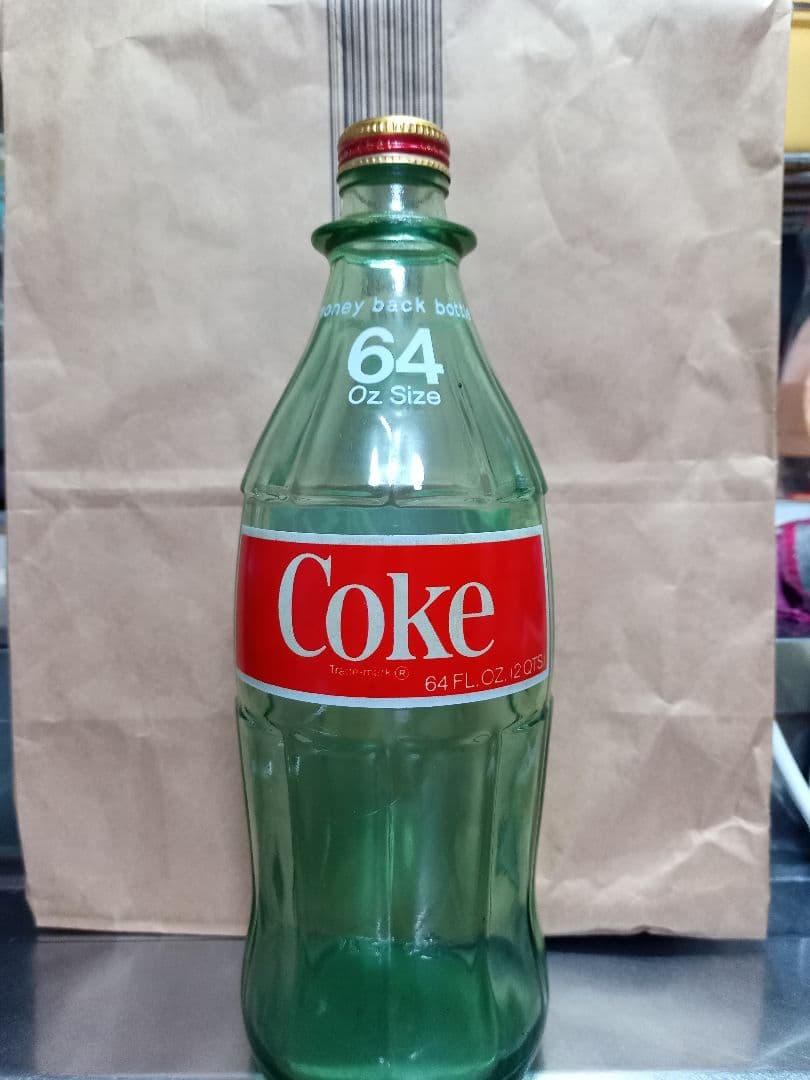 back
64
Oz. Size
Coke
Trade-mark ®
64 FL. OZ. (2 QTS